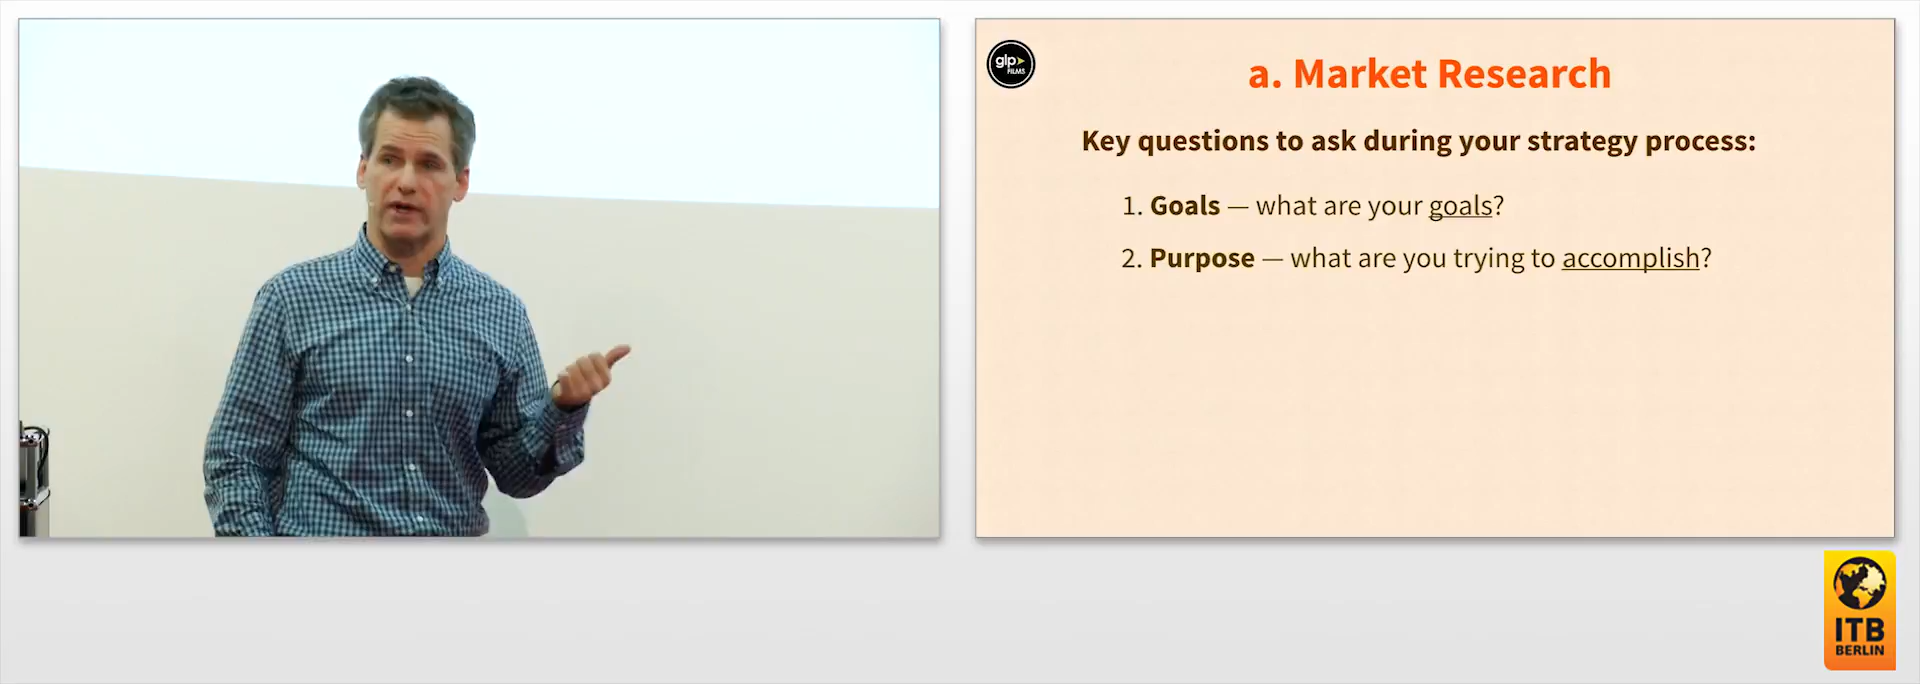 glp
FILMS
a. Market Research
Key questions to ask during your strategy process:
1. Goals — what are your goals?
2. Purpose — what are you trying to accomplish?
ITB
BERLIN